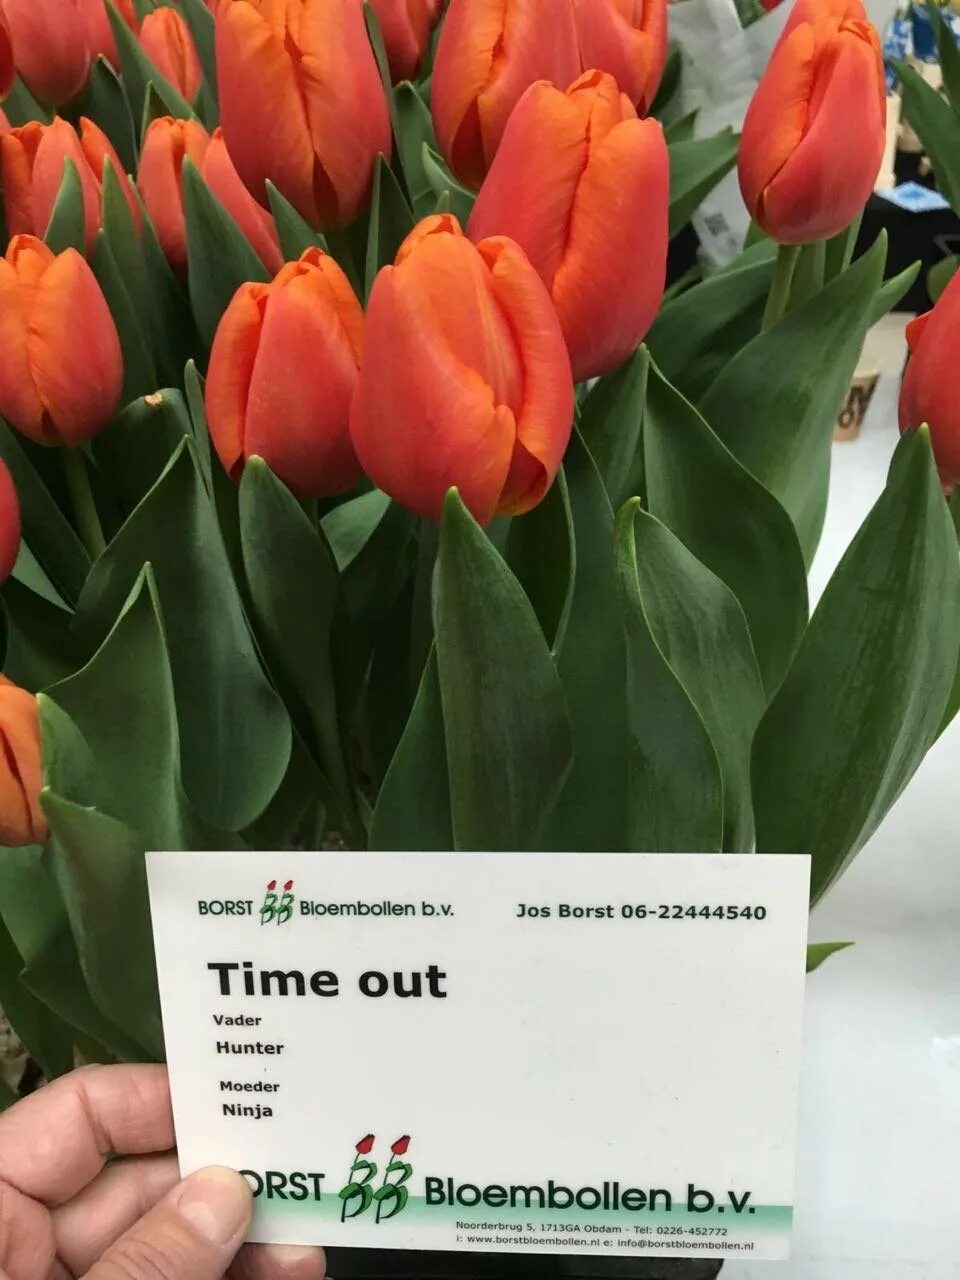 BORST Bloembollen b.v. Jos Borst 06-22444540
Time out
Vader
Hunter
Moeder
Ninja
ORST Bloembollen b.v.
Noorderbrug 5, 1713GA Obdam - Tel: 0226-452772
i: www.borstbloembollen.nl e: info@borstbloembollen.nl